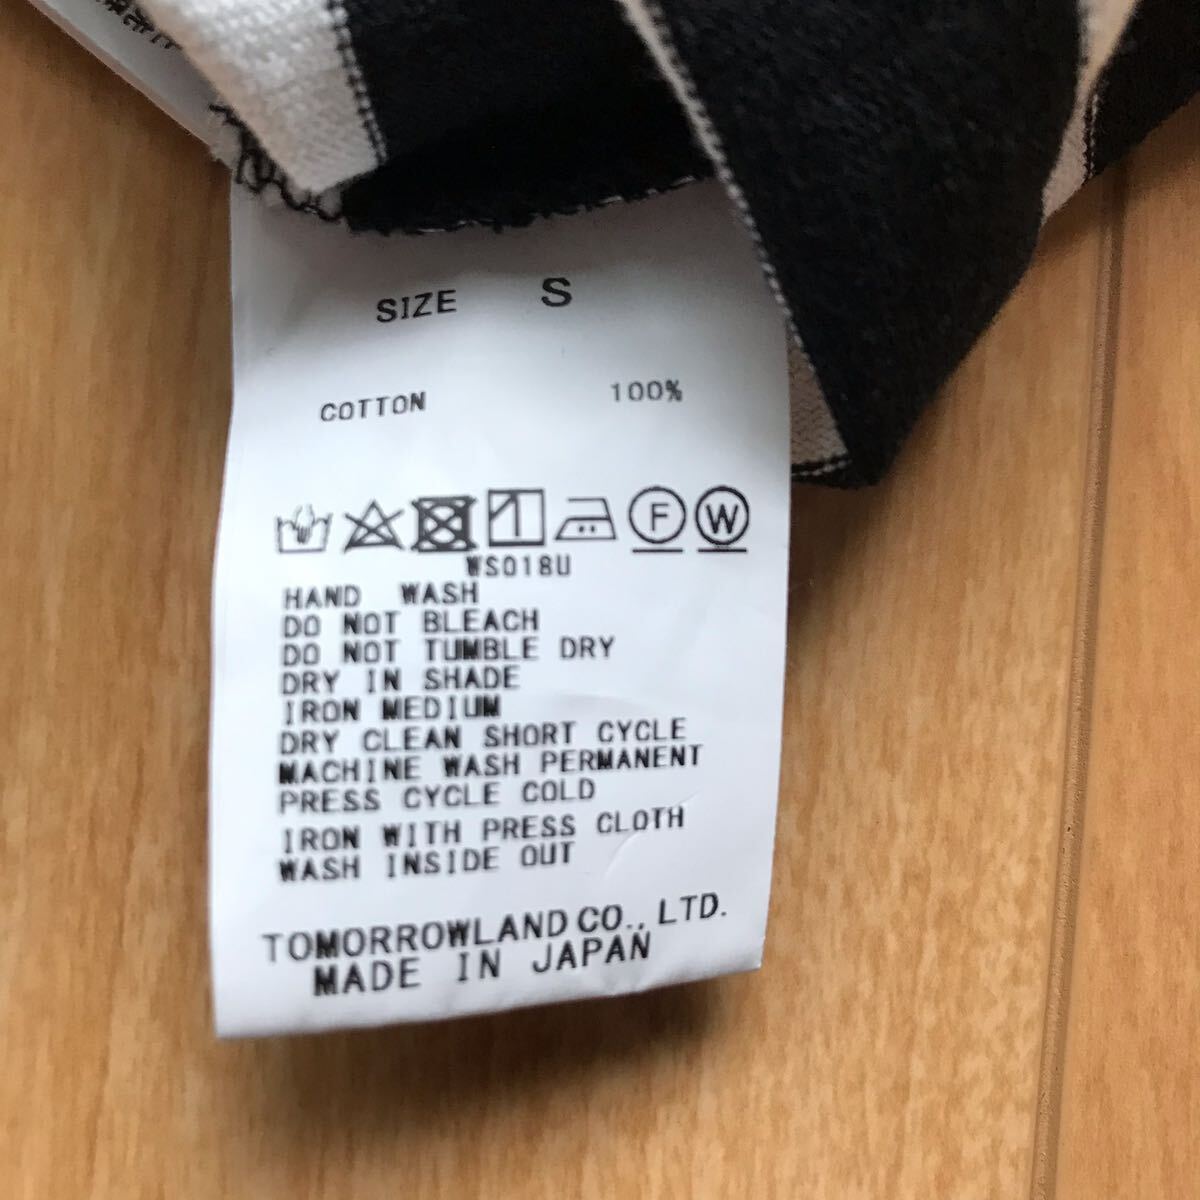 SIZE S
COTTON 100%
F W
WS018U
HAND WASH
DO NOT BLEACH
DO NOT TUMBLE DRY
DRY IN SHADE
IRON MEDIUM
DRY CLEAN SHORT CYCLE
MACHINE WASH PERMANENT
PRESS CYCLE COLD
IRON WITH PRESS CLOTH
WASH INSIDE OUT
TOMORROWLAND CO., LTD.
MADE IN JAPAN